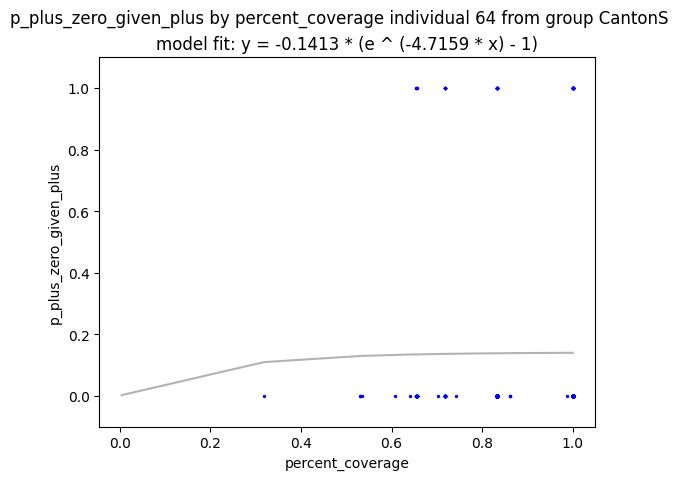 p_plus_zero_given_plus by percent_coverage individual 64 from group CantonS
model fit: y = -0.1413 * (e ^ (-4.7159 * x) - 1)
1.0
0.8
0.6
0.4
0.2
0.0
p_plus_zero_given_plus
0.0 0.2 0.4 0.6 0.8 1.0
percent_coverage